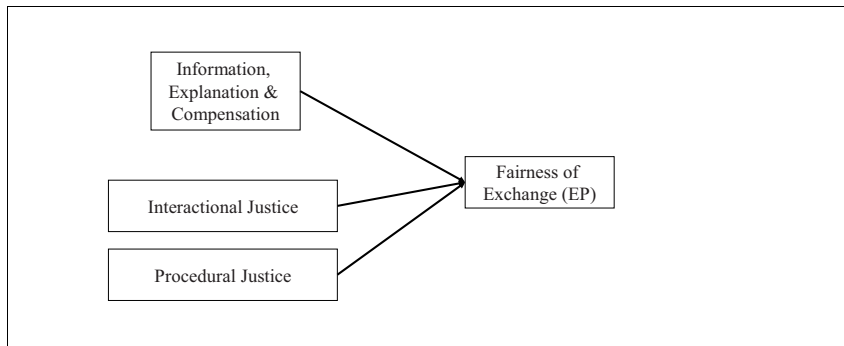 Information,
Explanation &
Compensation
Fairness of
Exchange (EP)
Interactional Justice
Procedural Justice